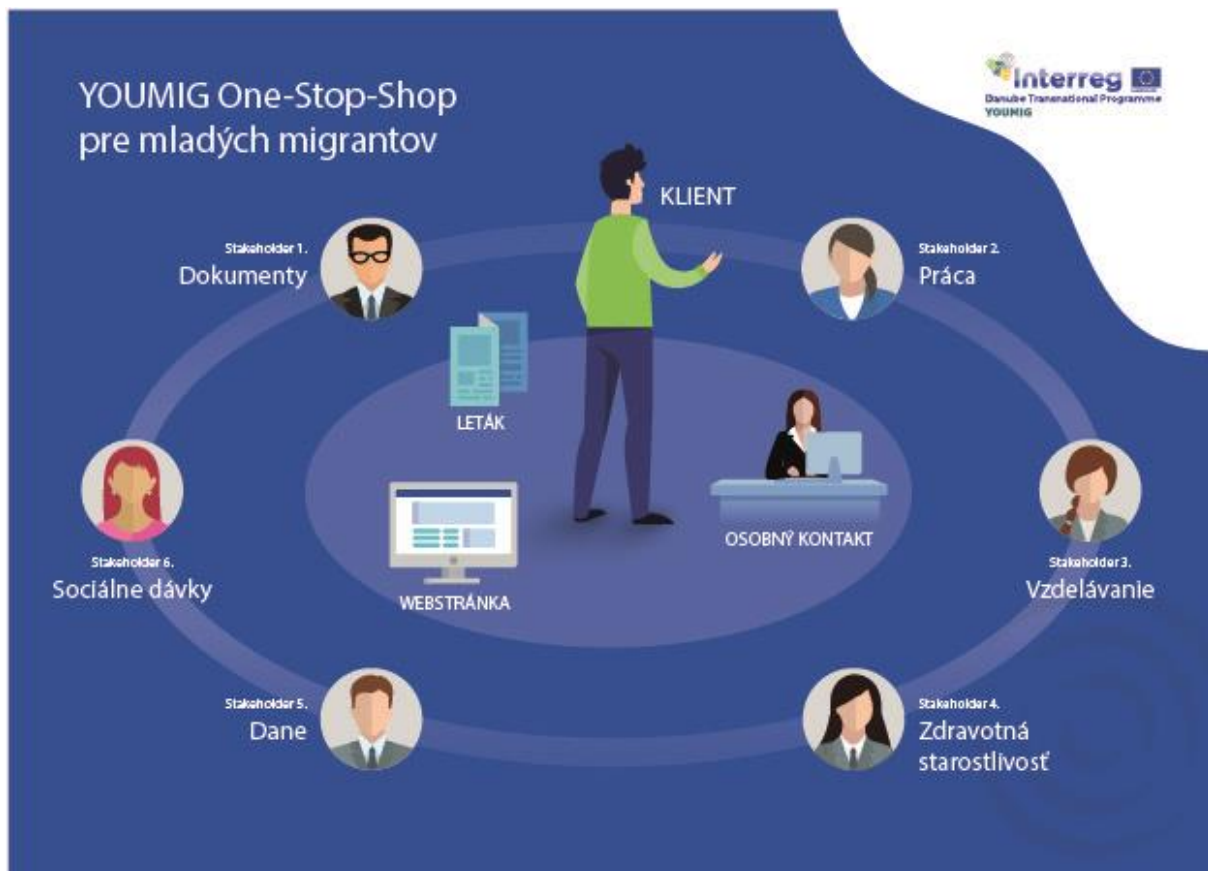 YOUMIG One-Stop-Shop
pre mladých migrantov
Interreg
Danube Transnational Programme
YOUMIG
KLIENT
Stakeholder 1.
Dokumenty
Stakeholder 2.
Práca
LETÁK
OSOBNÝ KONTAKT
WEBSTRÁNKA
Stakeholder 6.
Sociálne dávky
Stakeholder 3.
Vzdelávanie
Stakeholder 5.
Dane
Stakeholder 4.
Zdravotná
starostlivosť